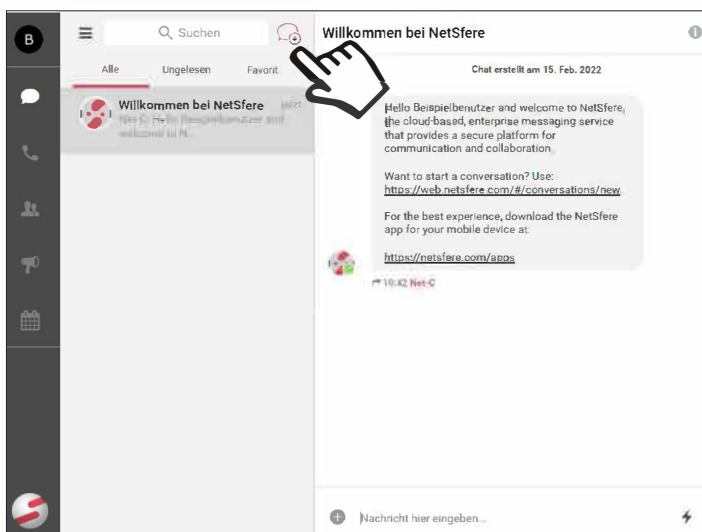 B
Suchen
Alle Ungelesen Favorit
Willkommen bei NetSfere
Willkommen bei NetSfere
Chat erstellt am 15. Feb. 2022
Hello Beispielbenutzer and welcome to NetSfere,
the cloud-based, enterprise messaging service
that provides a secure platform for
communication and collaboration.
Want to start a conversation? Use:
https://web.netsfere.com/#/conversations/new
For the best experience, download the NetSfere
app for your mobile device at:
https://netsfere.com/apps
10:42 Net-C
Nachricht hier eingeben...